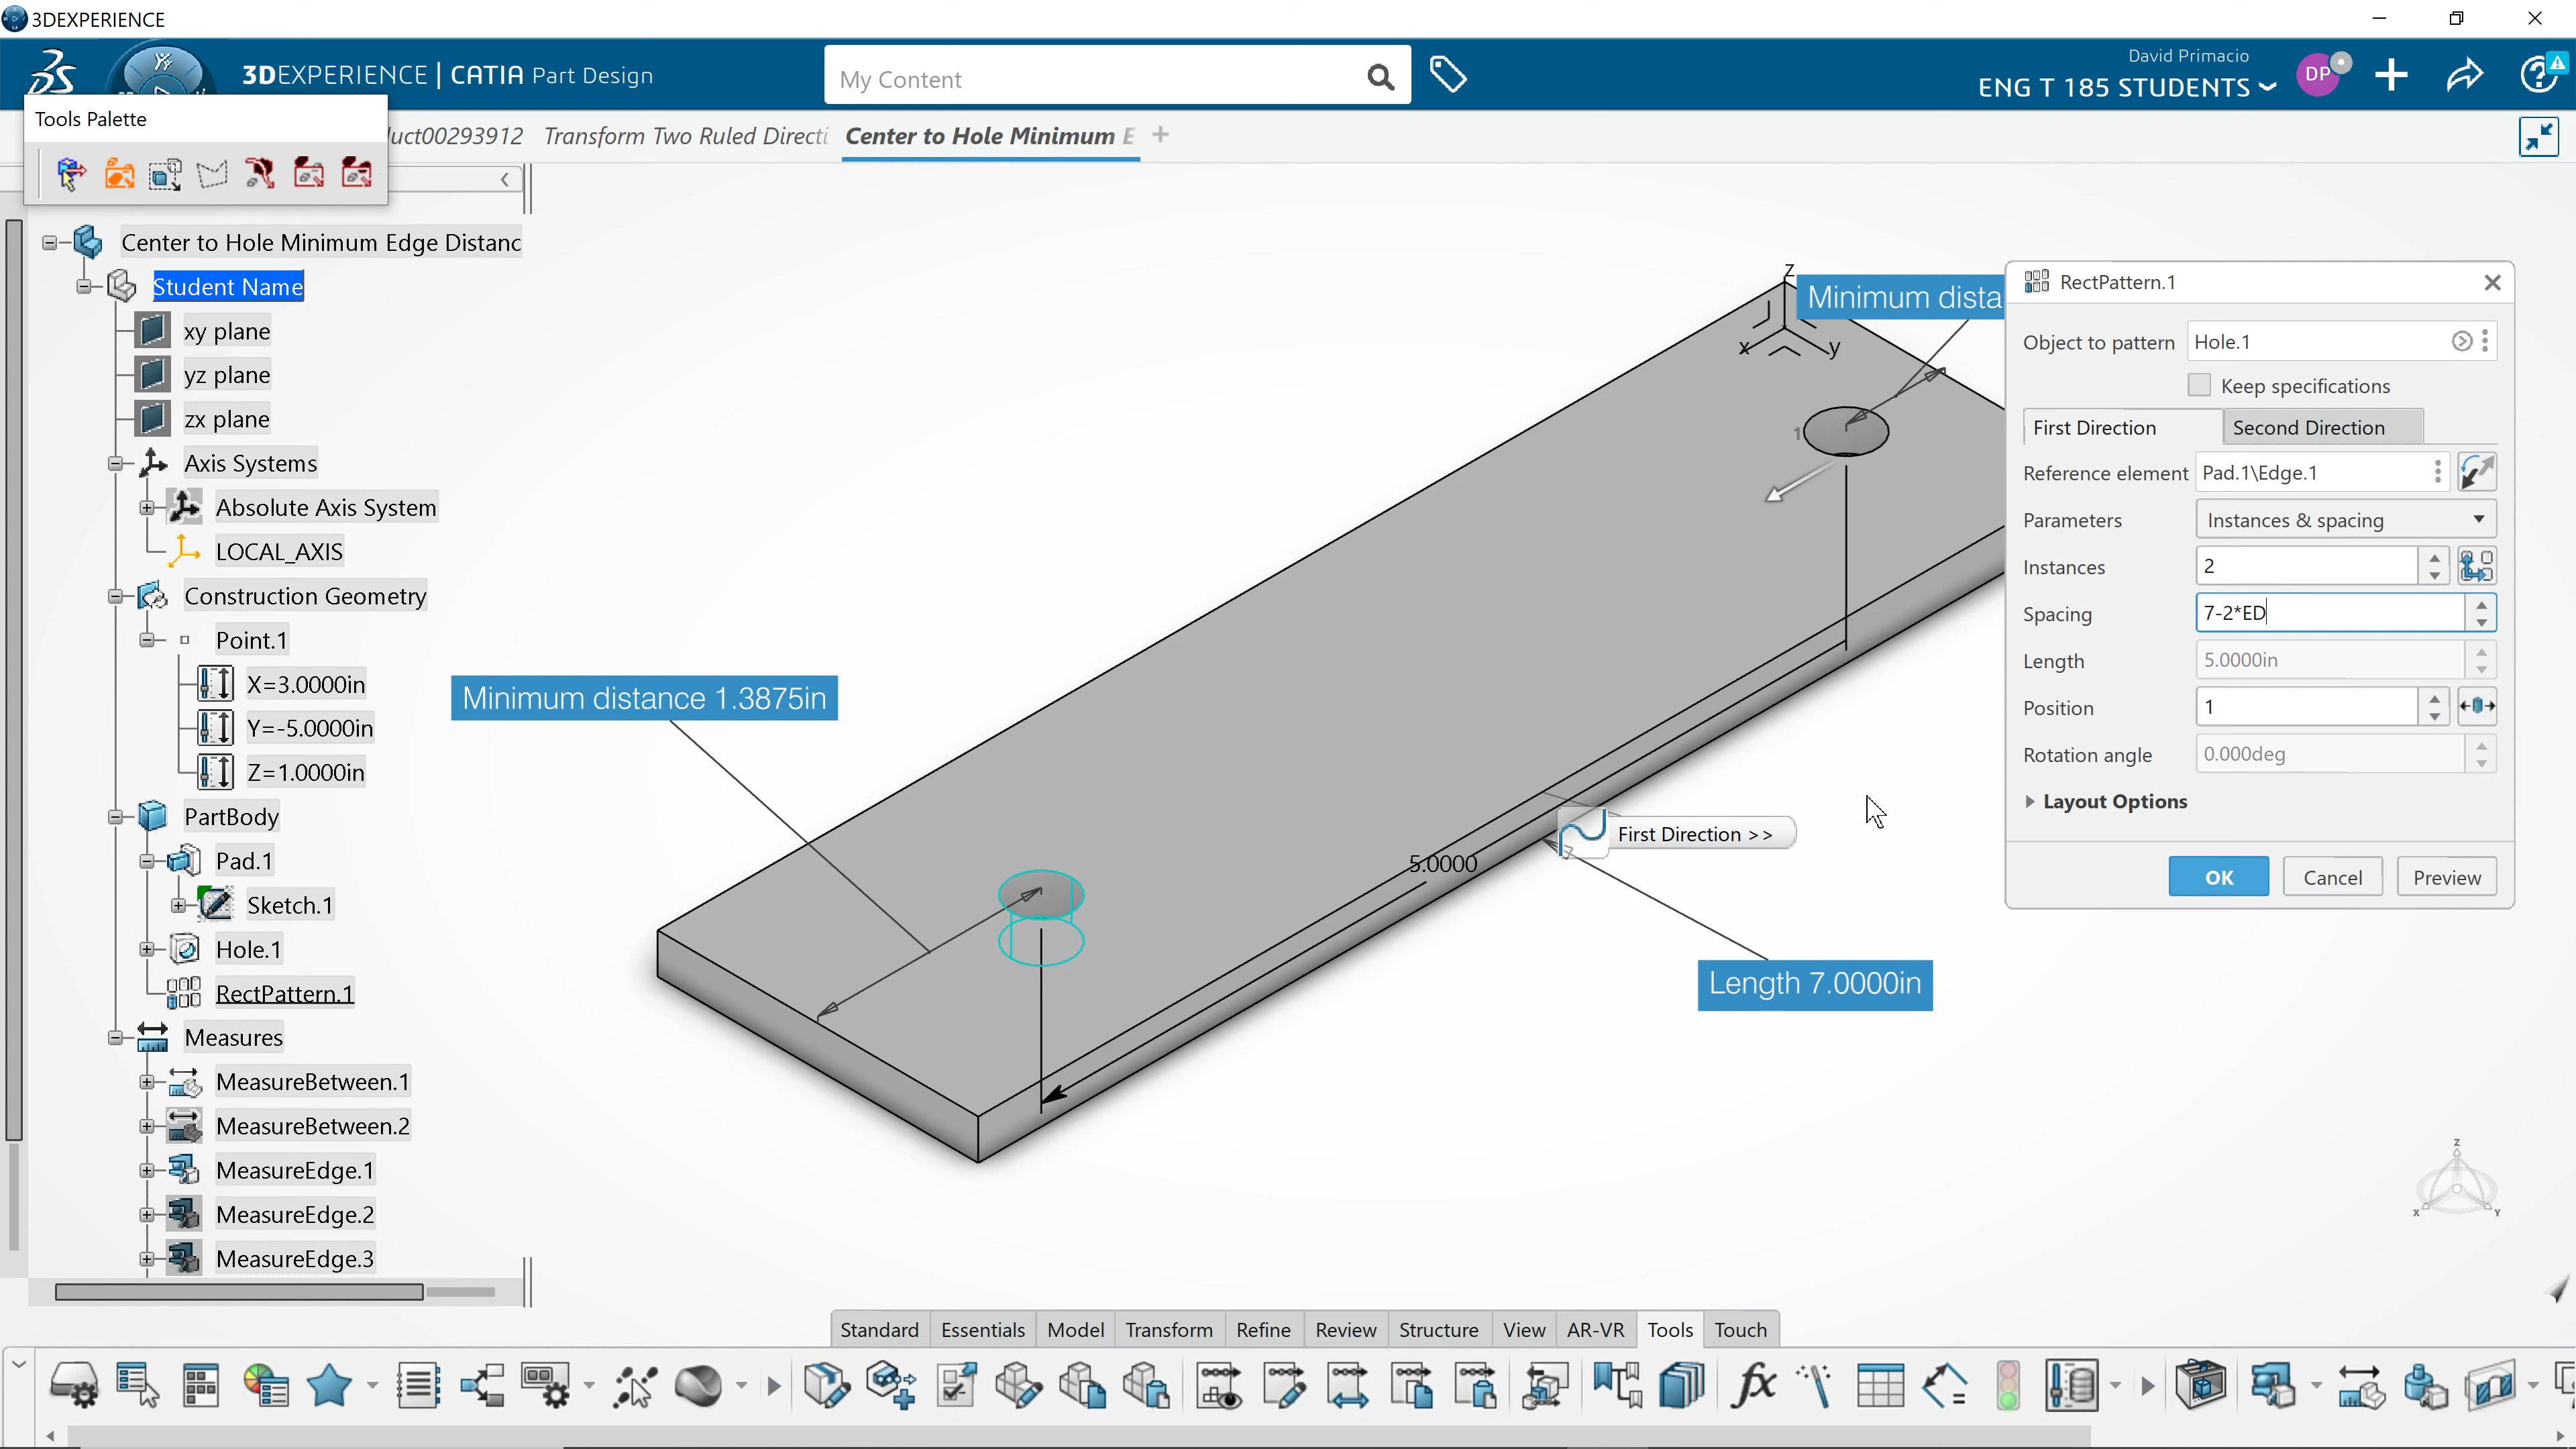 3DEXPERIENCE
3DEXPERIENCE | CATIA Part Design
My Content
David Primacio
ENG T 185 STUDENTS
DP
Tools Palette
uct00293912
Transform Two Ruled Directi
Center to Hole Minimum E
Center to Hole Minimum Edge Distanc
Student Name
xy plane
yz plane
zx plane
Axis Systems
Absolute Axis System
LOCAL_AXIS
Construction Geometry
Point.1
X=3.0000in
Y=-5.0000in
Z=1.0000in
PartBody
Pad.1
Sketch.1
Hole.1
RectPattern.1
Measures
MeasureBetween.1
MeasureBetween.2
MeasureEdge.1
MeasureEdge.2
MeasureEdge.3
z
x
y
Minimum dista
1
Minimum distance 1.3875in
First Direction >>
5.0000
Length 7.0000in
RectPattern.1
Object to pattern Hole.1
Keep specifications
First Direction Second Direction
Reference element Pad.1\Edge.1
Parameters Instances & spacing
Instances 2
Spacing 7-2*ED
Length 5.0000in
Position 1
Rotation angle 0.000deg
Layout Options
OK Cancel Preview
z
x
y
Standard Essentials Model Transform Refine Review Structure View AR-VR Tools Touch
fx